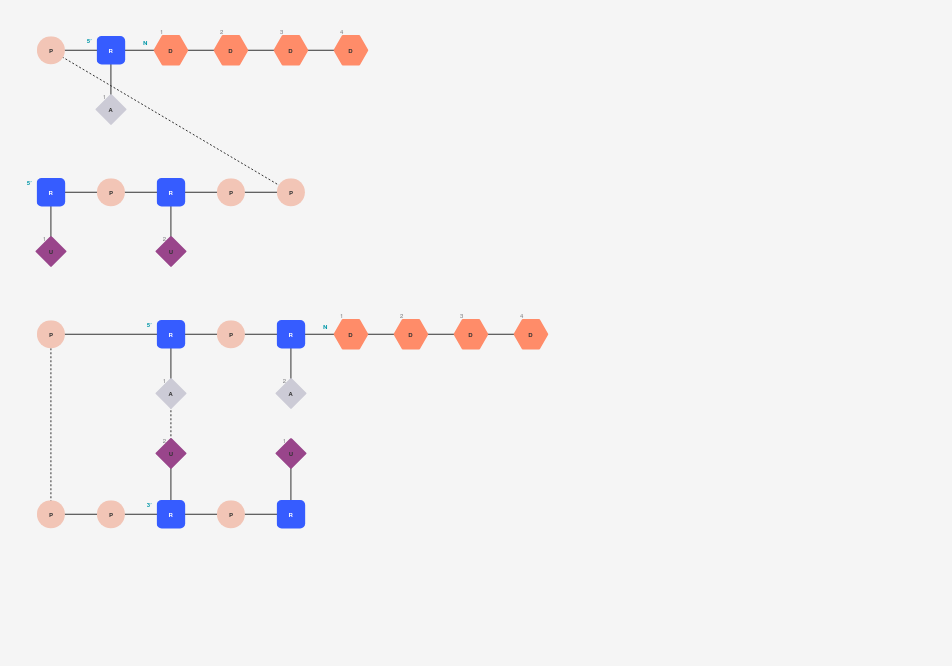 1 2 3 4
5' N
P R D D D D
1
A
5'
R P R P P
1 2
U U
1 2 3 4
5' N
P R P R D D D D
1 2
A A
2 1
U U
3'
P P R P R